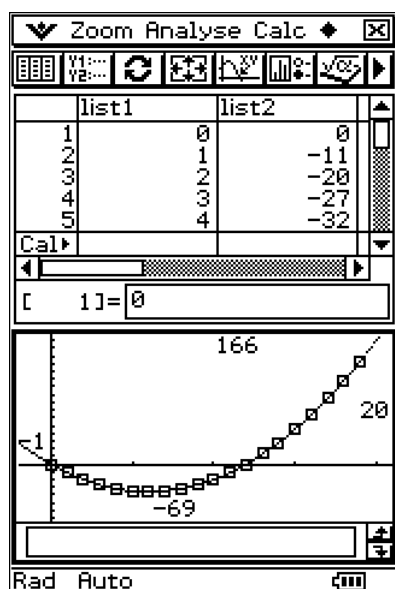 Zoom Analyse Calc
list1 list2
1 0 0
2 1 -11
3 2 -20
4 3 -27
5 4 -32
Cal
[ 1]= 0
166
20
-1
-69
Rad Auto